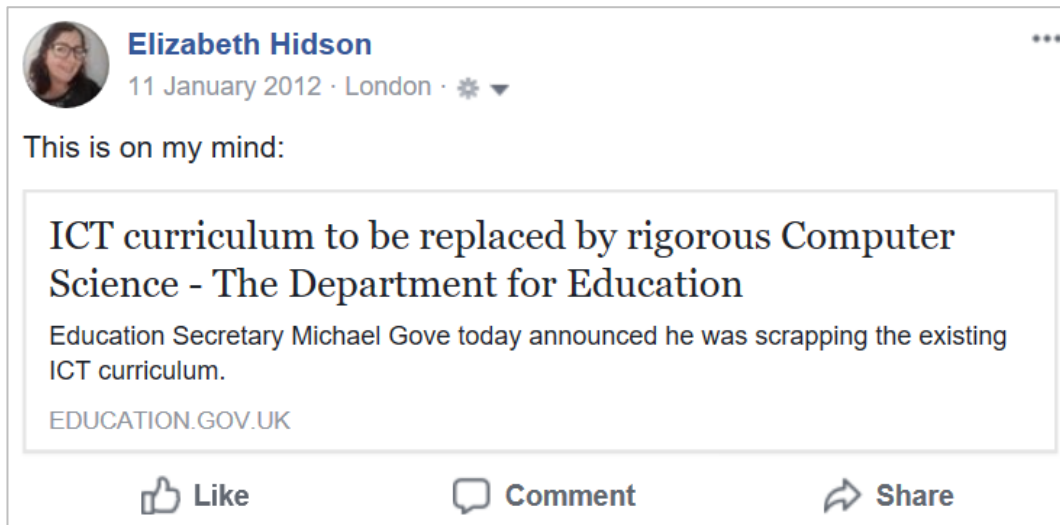 Elizabeth Hidson
11 January 2012 · London ·
This is on my mind:
ICT curriculum to be replaced by rigorous Computer
Science - The Department for Education
Education Secretary Michael Gove today announced he was scrapping the existing
ICT curriculum.
EDUCATION.GOV.UK
Like Comment Share